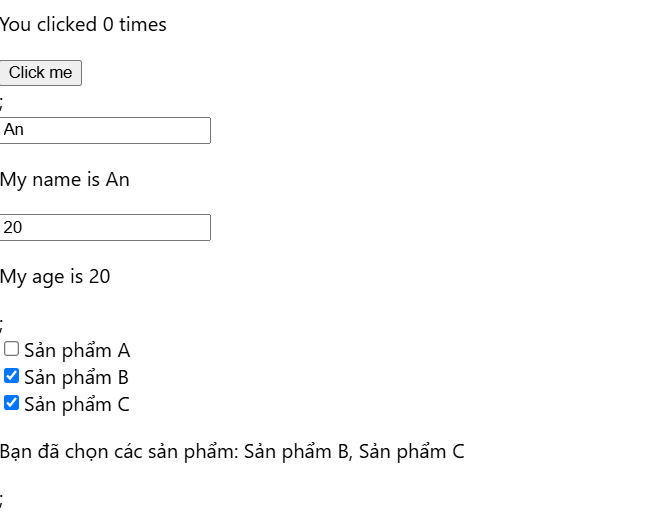 You clicked 0 times
Click me
;
An
My name is An
20
My age is 20
;
Sản phẩm A
Sản phẩm B
Sản phẩm C
Bạn đã chọn các sản phẩm: Sản phẩm B, Sản phẩm C
;